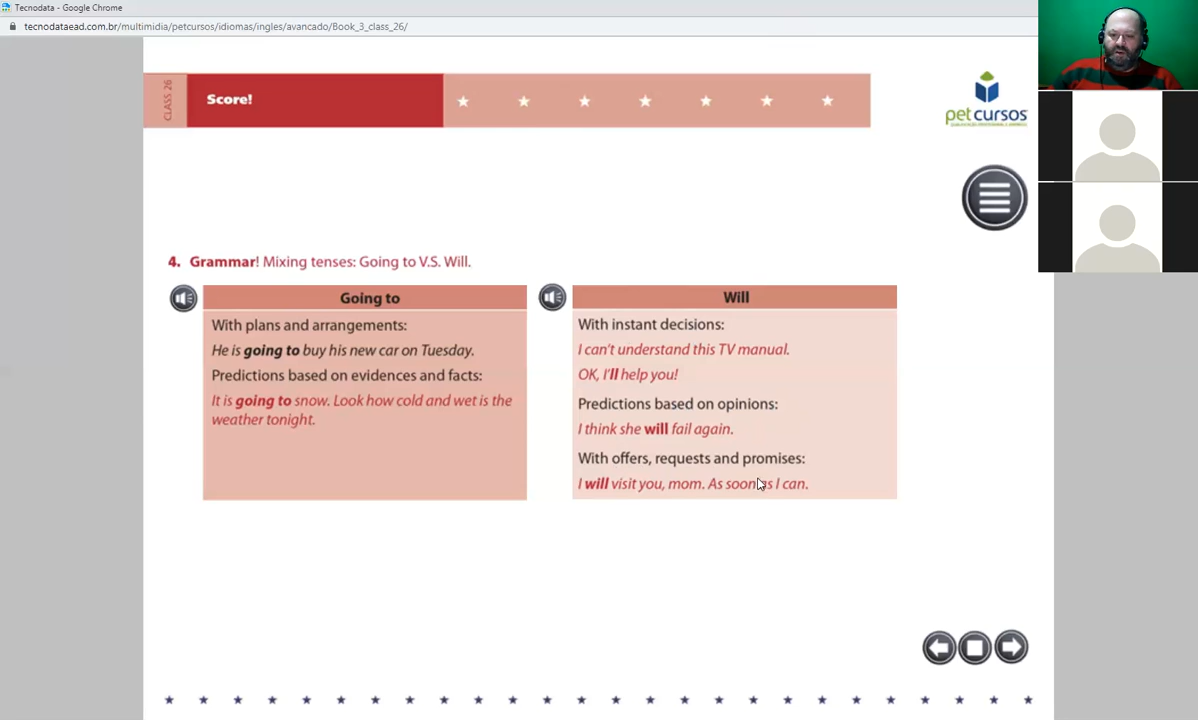 Tecnodata - Google Chrome
tecnodataead.com.br/multimidia/petcursos/idiomas/ingles/avancado/Book_3_class_26/
CLASS 26
Score!
petcursos
4. Grammar! Mixing tenses: Going to V.S. Will.
Going to
With plans and arrangements:
He is going to buy his new car on Tuesday.
Predictions based on evidences and facts:
It is going to snow. Look how cold and wet is the
weather tonight.
Will
With instant decisions:
I can't understand this TV manual.
OK, I'll help you!
Predictions based on opinions:
I think she will fail again.
With offers, requests and promises:
I will visit you, mom. As soon as I can.